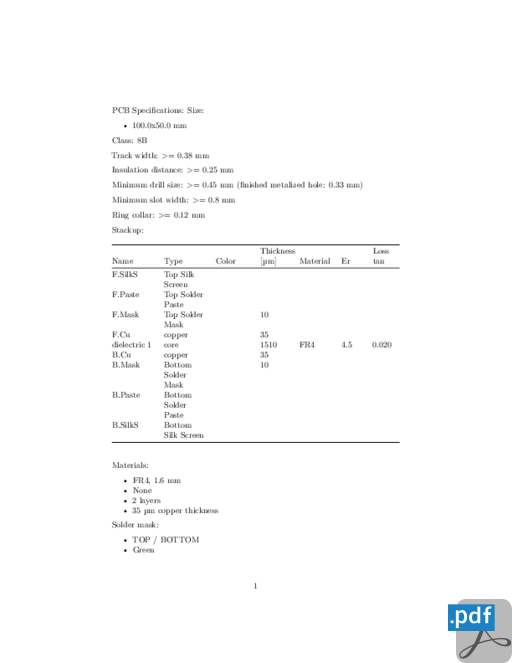 PCB Specifications: Size:
• 100.0x50.0 mm
Class: 8B
Track width: >= 0.38 mm
Insulation distance: >= 0.25 mm
Minimum drill size: >= 0.45 mm (finished metalized hole: 0.33 mm)
Minimum slot width: >= 0.8 mm
Ring collar: >= 0.12 mm
Stackup:
Thickness Loss
Name Type Color [µm] Material Er tan
F.SilkS Top Silk
Screen
F.Paste Top Solder
Paste
F.Mask Top Solder 10
Mask
F.Cu copper 35
dielectric 1 core 1510 FR4 4.5 0.020
B.Cu copper 35
B.Mask Bottom 10
Solder
Mask
B.Paste Bottom
Solder
Paste
B.SilkS Bottom
Silk Screen
Materials:
• FR4, 1.6 mm
• None
• 2 layers
• 35 µm copper thickness
Solder mask:
• TOP / BOTTOM
• Green
1
.pdf